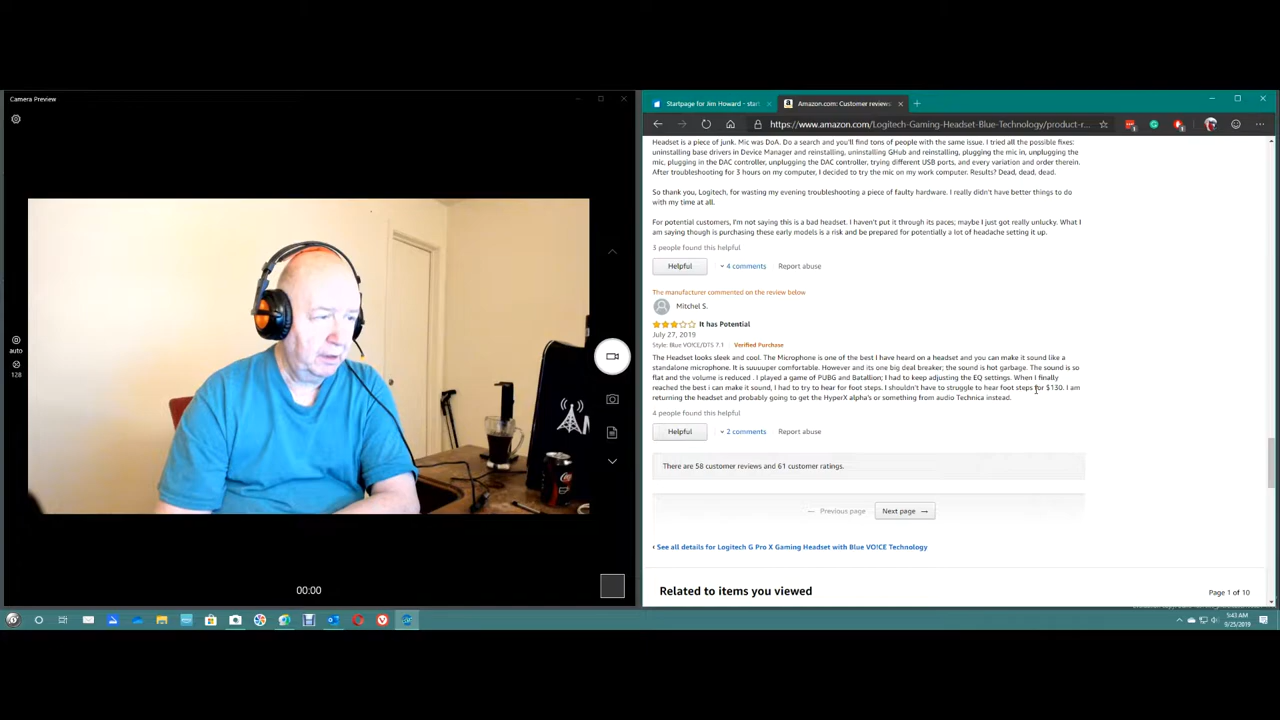 Camera Preview
auto
128
00:00
Startpage for Jim Howard - start
Amazon.com: Customer reviews
https://www.amazon.com/Logitech-Gaming-Headset-Blue-Technology/product-r...
Headset is a piece of junk. Mic was DoA. Do a search and you'll find tons of people with the same issue. I tried all the possible fixes:
uninstalling base drivers in Device Manager and reinstalling, uninstalling GHub and reinstalling, plugging the mic in, unplugging the
mic, plugging in the DAC controller, unplugging the DAC controller, trying different USB ports, and every variation and order therein.
After troubleshooting for 3 hours on my computer, I decided to try the mic on my work computer. Results? Dead, dead, dead.
So thank you, Logitech, for wasting my evening troubleshooting a piece of faulty hardware. I really didn't have better things to do
with my time at all.
For potential customers, I'm not saying this is a bad headset. I haven't put it through its paces; maybe I just got really unlucky. What I
am saying though is purchasing these early models is a risk and be prepared for potentially a lot of headache setting it up.
3 people found this helpful
Helpful
4 comments
Report abuse
The manufacturer commented on the review below
Mitchel S.
It has Potential
July 27, 2019
Style: Blue VO!CE/DTS 7.1
Verified Purchase
The Headset looks sleek and cool. The Microphone is one of the best I have heard on a headset and you can make it sound like a
standalone microphone. It is suuuuper comfortable. However and its one big deal breaker; the sound is hot garbage. The sound is so
flat and the volume is reduced . I played a game of PUBG and Batallion; I had to keep adjusting the EQ settings. When I finally
reached the best i can make it sound, I had to try to hear for foot steps. I shouldn't have to struggle to hear foot steps for $130. I am
returning the headset and probably going to get the HyperX alpha's or something from audio Technica instead.
4 people found this helpful
Helpful
2 comments
Report abuse
There are 58 customer reviews and 61 customer ratings.
← Previous page
Next page →
‹ See all details for Logitech G Pro X Gaming Headset with Blue VO!CE Technology
Related to items you viewed
Page 1 of 10
5:43 AM
9/25/2019